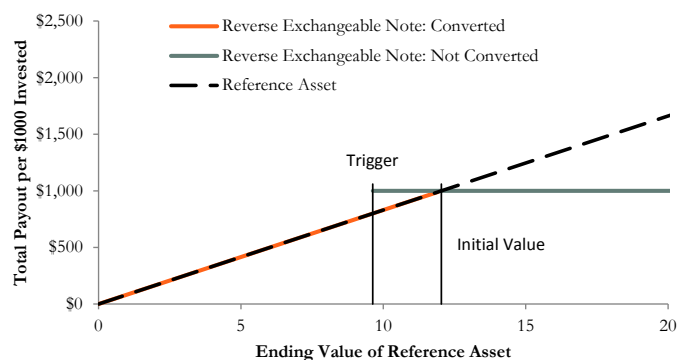 Total Payout per $1000 Invested
$2,500
$2,000
$1,500
$1,000
$500
$0
Reverse Exchangeable Note: Converted
Reverse Exchangeable Note: Not Converted
Reference Asset
Trigger
Initial Value
0 5 10 15 20
Ending Value of Reference Asset